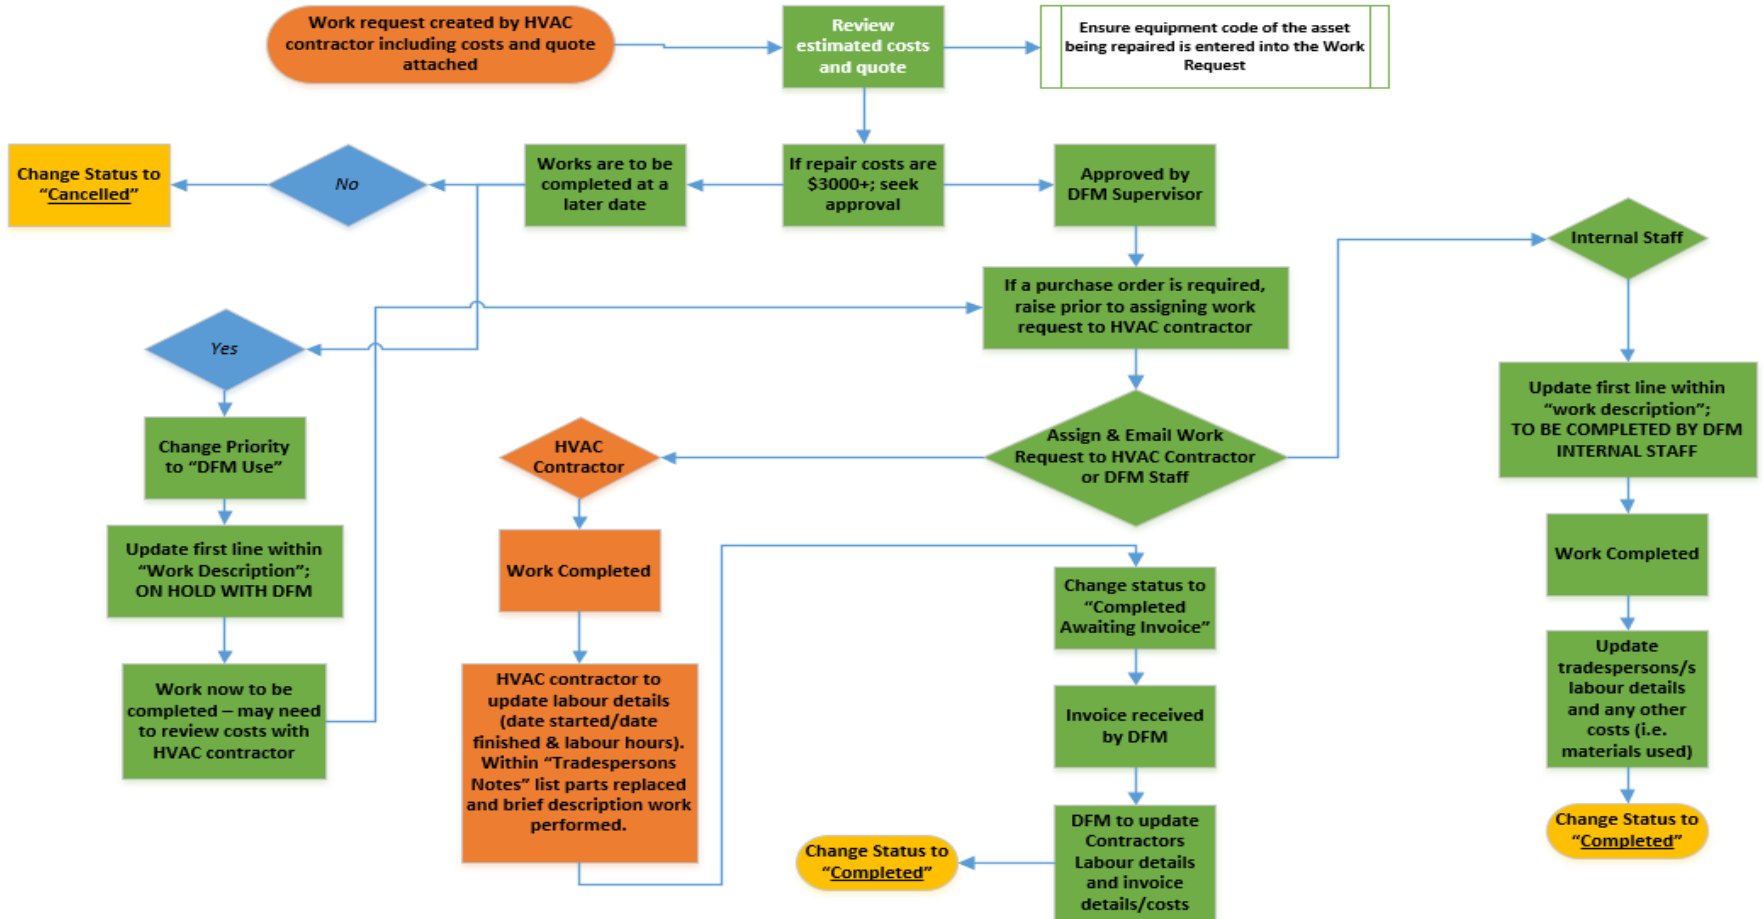 Work request created by HVAC
contractor including costs and quote
attached
Review
estimated costs
and quote
Ensure equipment code of the asset
being repaired is entered into the Work
Request
Change Status to
“Cancelled”
No
Works are to be
completed at a
later date
If repair costs are
$3000+; seek
approval
Approved by
DFM Supervisor
Internal Staff
If a purchase order is required,
raise prior to assigning work
request to HVAC contractor
Yes
Change Priority
to “DFM Use”
Update first line within
“Work Description”;
ON HOLD WITH DFM
Work now to be
completed – may need
to review costs with
HVAC contractor
HVAC
Contractor
Assign & Email Work
Request to HVAC Contractor
or DFM Staff
Update first line within
“work description”;
TO BE COMPLETED BY DFM
INTERNAL STAFF
Work Completed
HVAC contractor to
update labour details
(date started/date
finished & labour hours).
Within “Tradespersons
Notes” list parts replaced
and brief description work
performed.
Change status to
“Completed
Awaiting Invoice”
Invoice received
by DFM
DFM to update
Contractors
Labour details
and invoice
details/costs
Change Status to
“Completed”
Work Completed
Update
tradespersons/s
labour details
and any other
costs (i.e.
materials used)
Change Status to
“Completed”